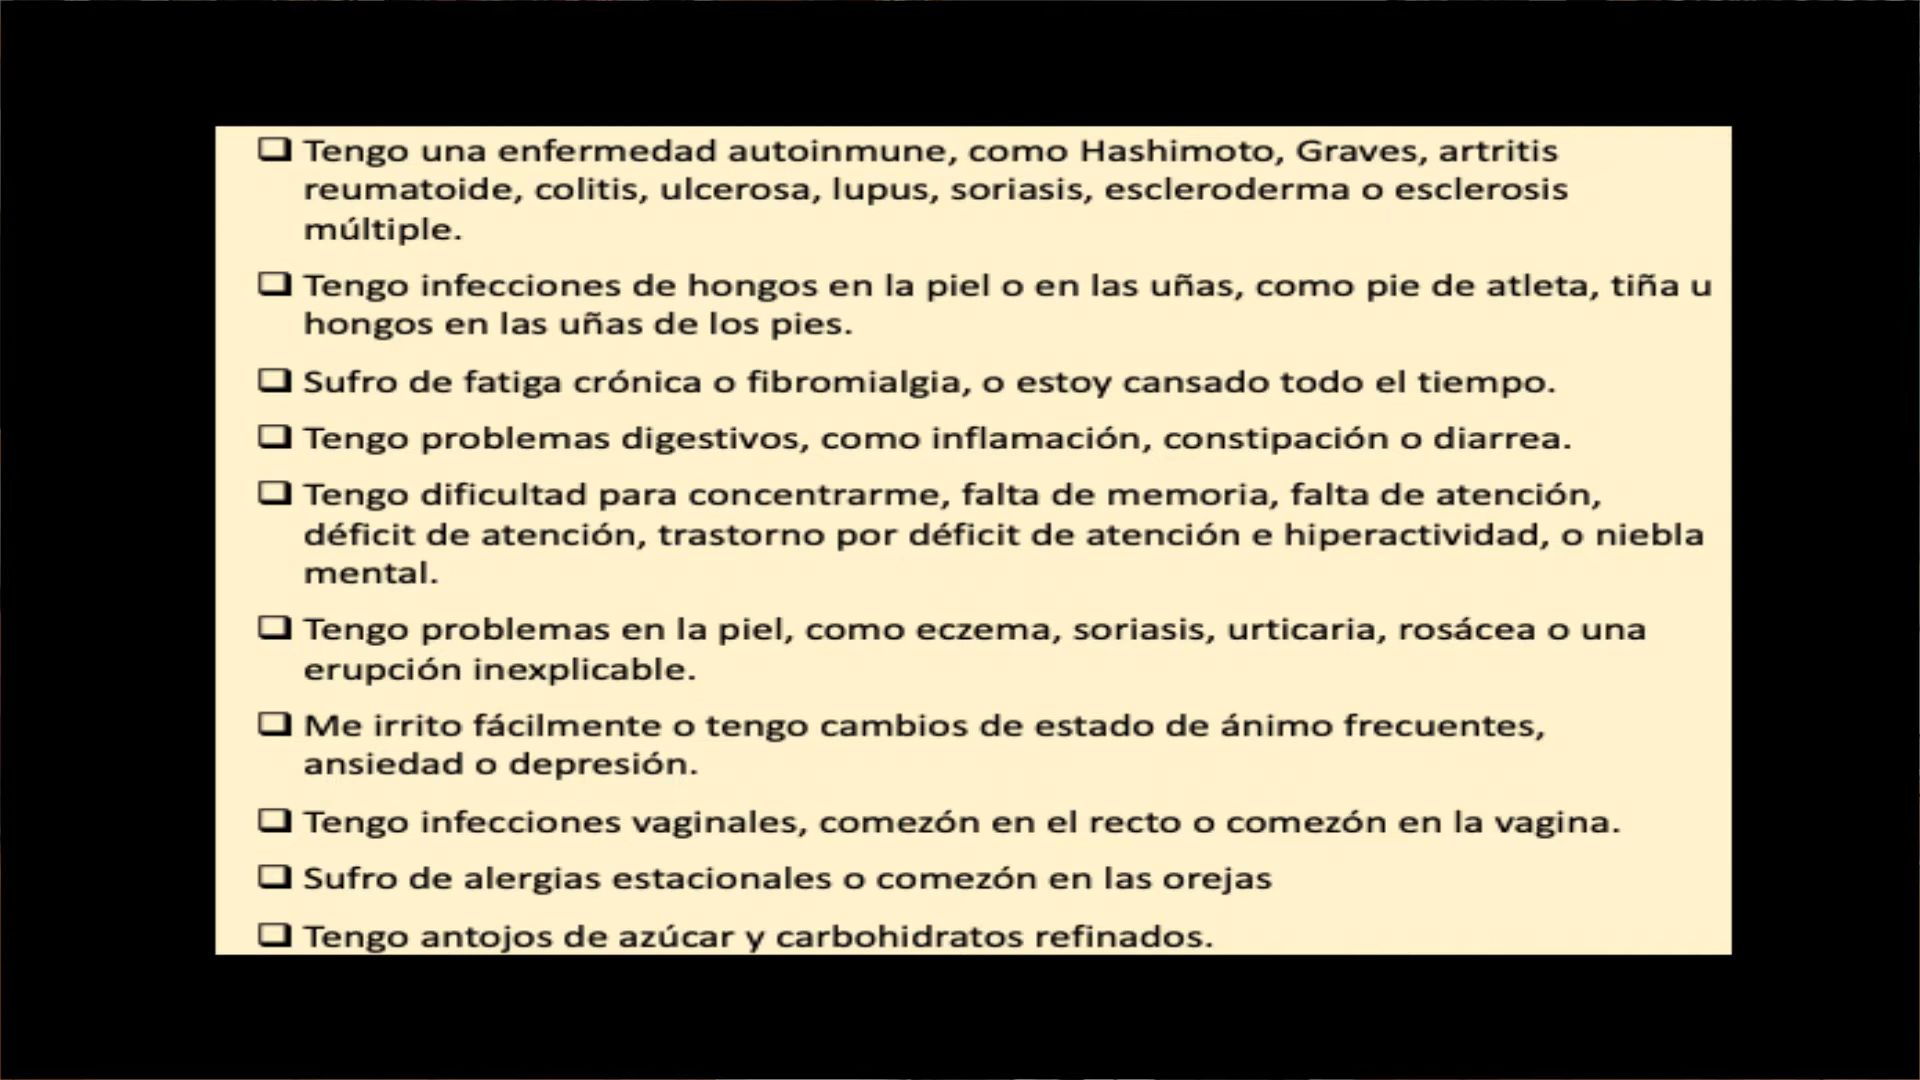 Tengo una enfermedad autoinmune, como Hashimoto, Graves, artritis
reumatoide, colitis, ulcerosa, lupus, soriasis, escleroderma o esclerosis
múltiple.
Tengo infecciones de hongos en la piel o en las uñas, como pie de atleta, tiña u
hongos en las uñas de los pies.
Sufro de fatiga crónica o fibromialgia, o estoy cansado todo el tiempo.
Tengo problemas digestivos, como inflamación, constipación o diarrea.
Tengo dificultad para concentrarme, falta de memoria, falta de atención,
déficit de atención, trastorno por déficit de atención e hiperactividad, o niebla
mental.
Tengo problemas en la piel, como eczema, soriasis, urticaria, rosácea o una
erupción inexplicable.
Me irrito fácilmente o tengo cambios de estado de ánimo frecuentes,
ansiedad o depresión.
Tengo infecciones vaginales, comezón en el recto o comezón en la vagina.
Sufro de alergias estacionales o comezón en las orejas
Tengo antojos de azúcar y carbohidratos refinados.